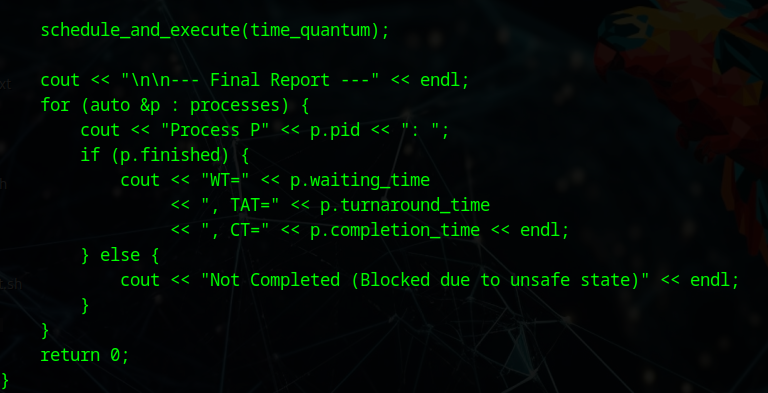 schedule_and_execute(time_quantum);
cout << "\n\n--- Final Report ---" << endl;
for (auto &p : processes) {
cout << "Process P" << p.pid << ": ";
if (p.finished) {
cout << "WT=" << p.waiting_time
<< ", TAT=" << p.turnaround_time
<< ", CT=" << p.completion_time << endl;
} else {
cout << "Not Completed (Blocked due to unsafe state)" << endl;
}
}
return 0;
}